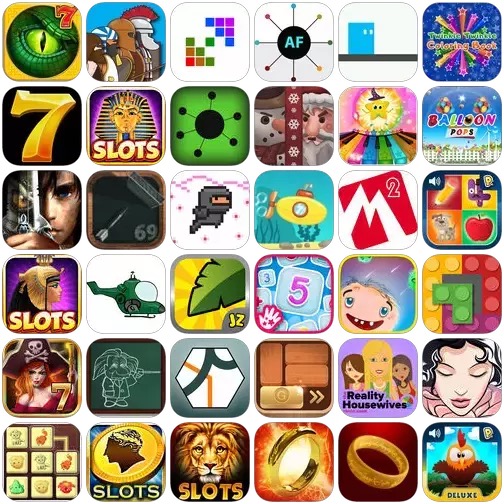 7
AF
Twinkle Twinkle
Coloring Book
7
SLOTS
BALLOON
POPS
69
M2
SLOTS
JZ
5
7
G
Reality
Housewives
SLOTS
SLOTS
DELUXE